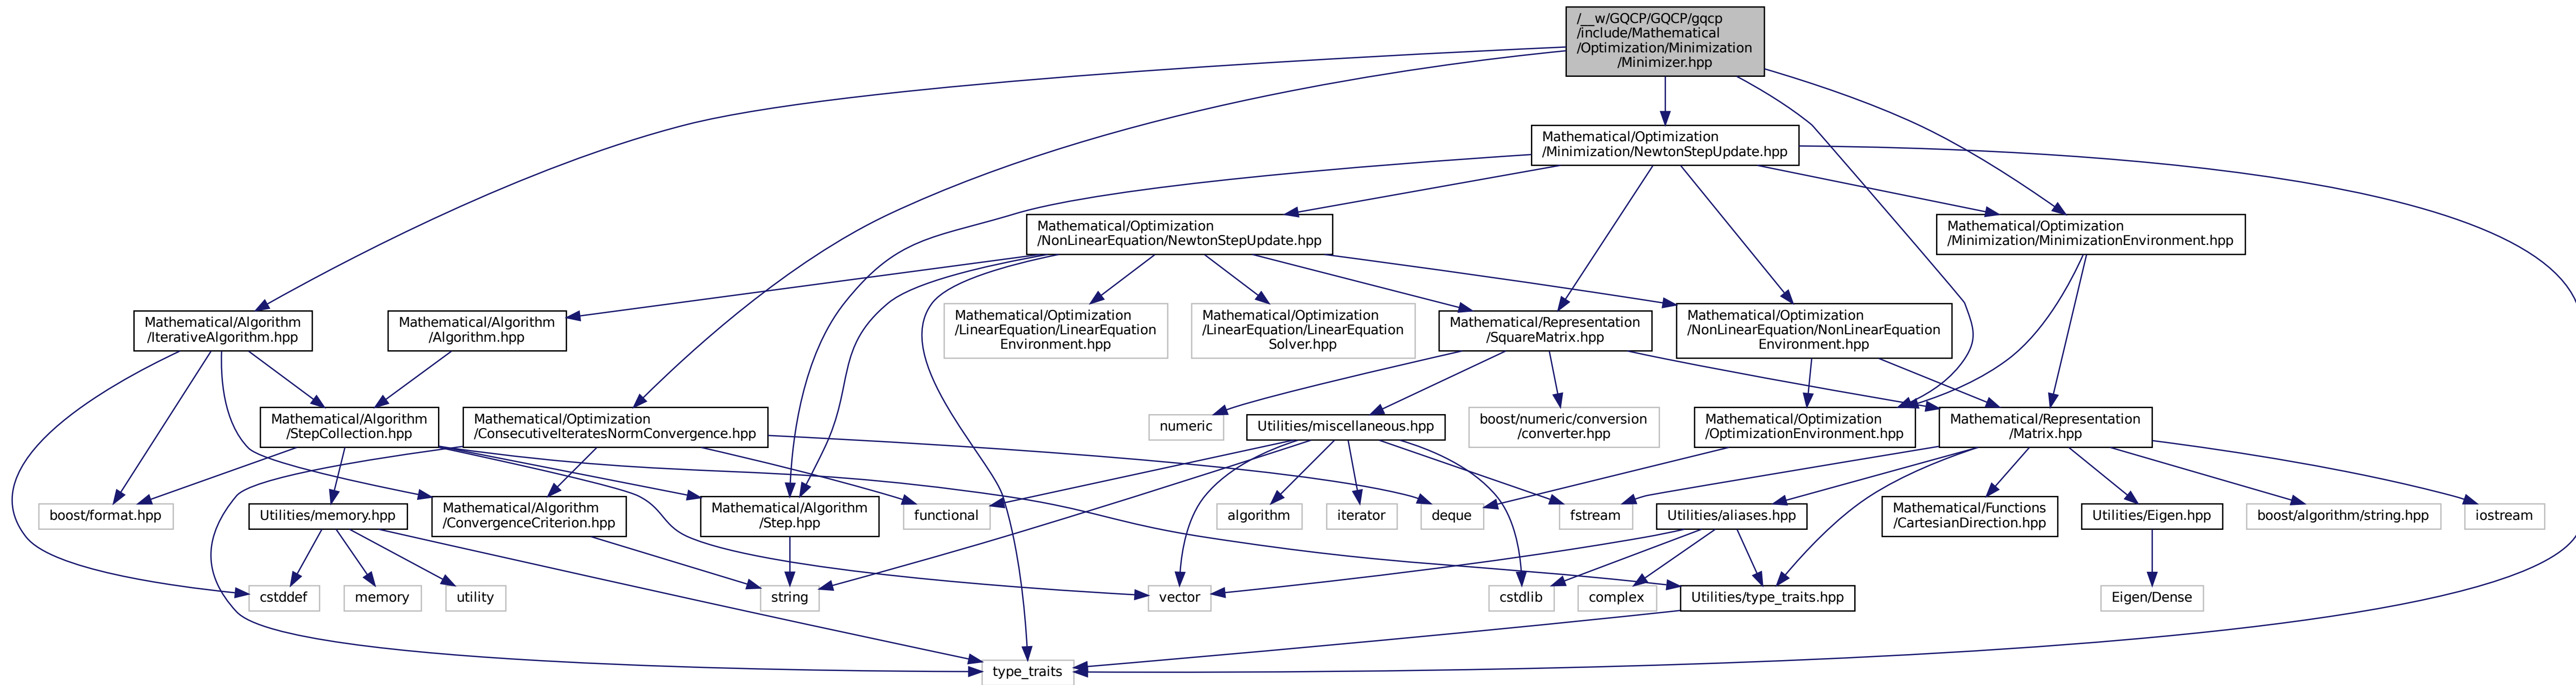 /__w/GQCP/GQCP/gqcp
/include/Mathematical
/Optimization/Minimization
/Minimizer.hpp
Mathematical/Optimization
/Minimization/NewtonStepUpdate.hpp
Mathematical/Optimization
/NonLinearEquation/NewtonStepUpdate.hpp
Mathematical/Optimization
/Minimization/MinimizationEnvironment.hpp
Mathematical/Algorithm
/IterativeAlgorithm.hpp
Mathematical/Algorithm
/Algorithm.hpp
Mathematical/Optimization
/LinearEquation/LinearEquation
Environment.hpp
Mathematical/Optimization
/LinearEquation/LinearEquation
Solver.hpp
Mathematical/Representation
/SquareMatrix.hpp
Mathematical/Optimization
/NonLinearEquation/NonLinearEquation
Environment.hpp
Mathematical/Algorithm
/StepCollection.hpp
Mathematical/Optimization
/ConsecutiveIteratesNormConvergence.hpp
numeric
Utilities/miscellaneous.hpp
boost/numeric/conversion
/converter.hpp
Mathematical/Optimization
/OptimizationEnvironment.hpp
Mathematical/Representation
/Matrix.hpp
boost/format.hpp
Utilities/memory.hpp
Mathematical/Algorithm
/ConvergenceCriterion.hpp
Mathematical/Algorithm
/Step.hpp
functional
algorithm
iterator
deque
fstream
Utilities/aliases.hpp
Mathematical/Functions
/CartesianDirection.hpp
Utilities/Eigen.hpp
boost/algorithm/string.hpp
iostream
cstddef
memory
utility
string
vector
cstdlib
complex
Utilities/type_traits.hpp
Eigen/Dense
type_traits